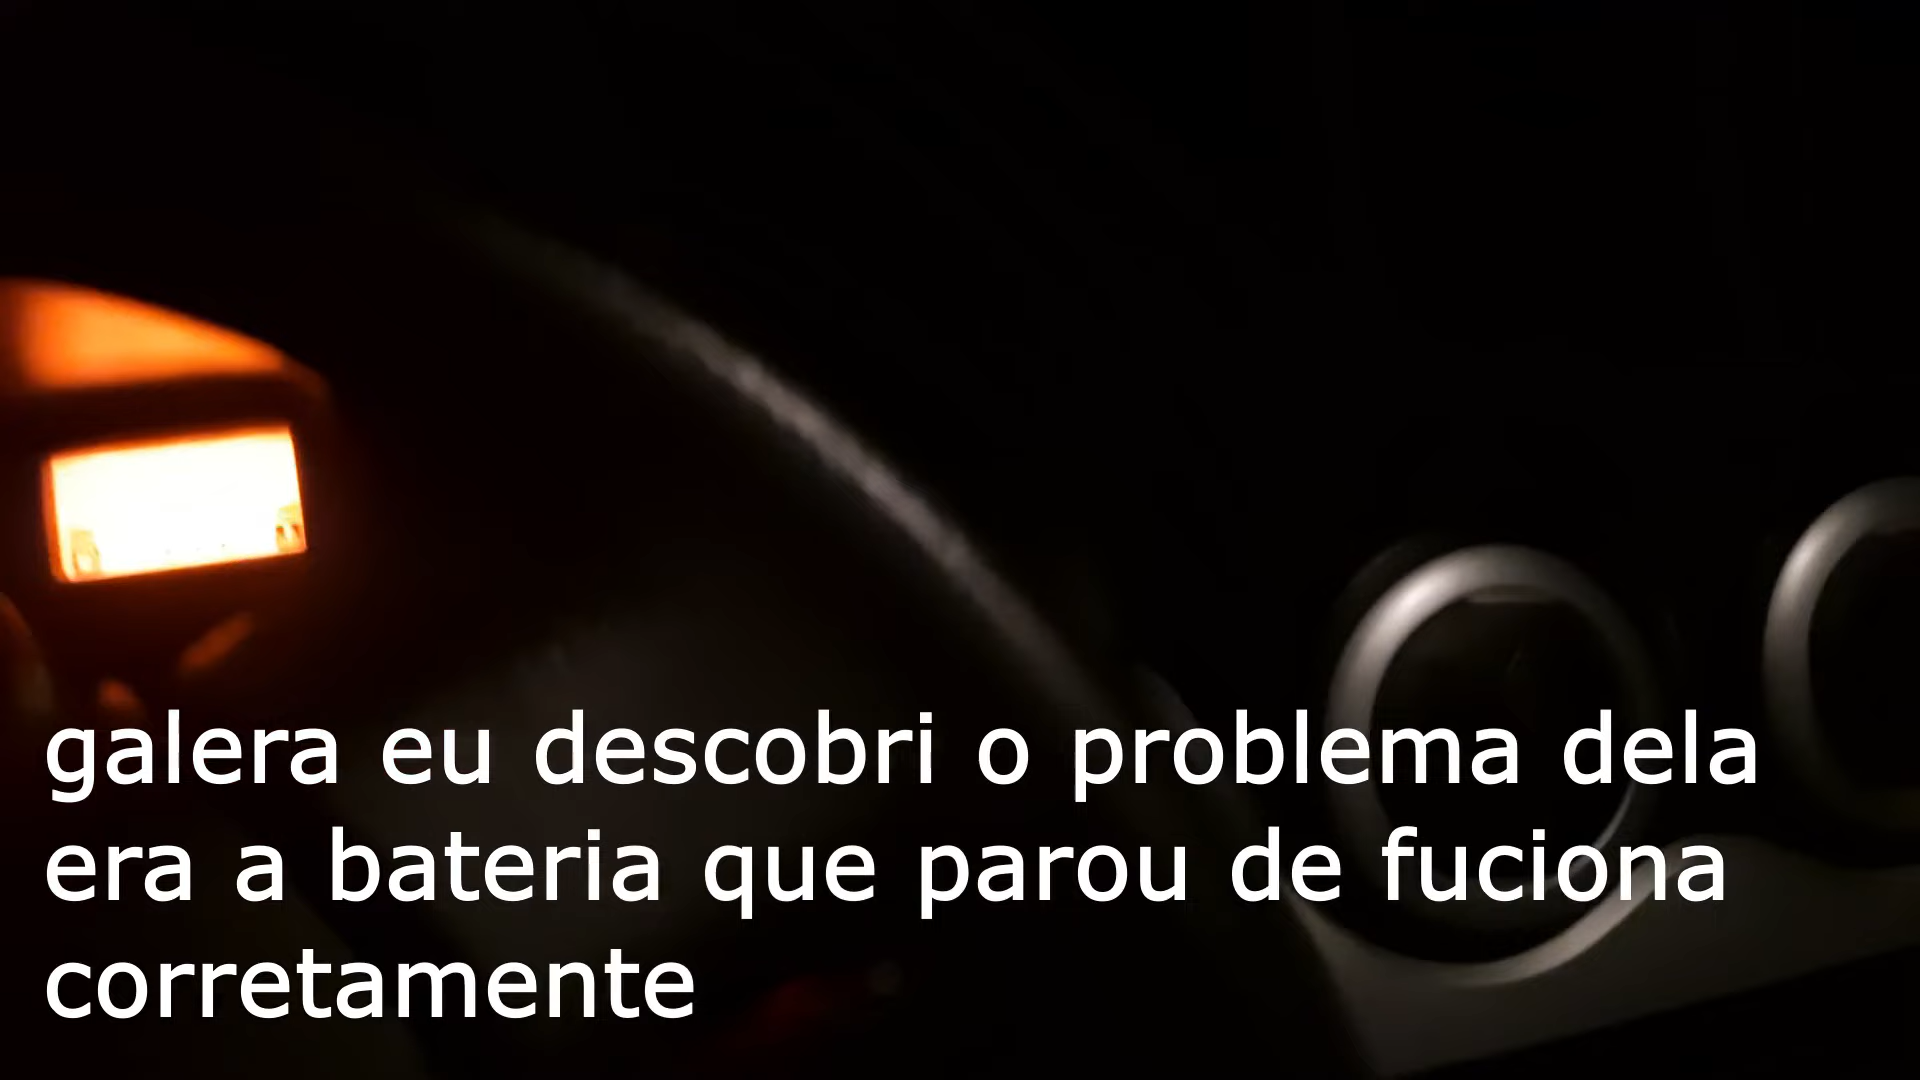 galera eu descobri o problema dela
era a bateria que parou de fuciona
corretamente